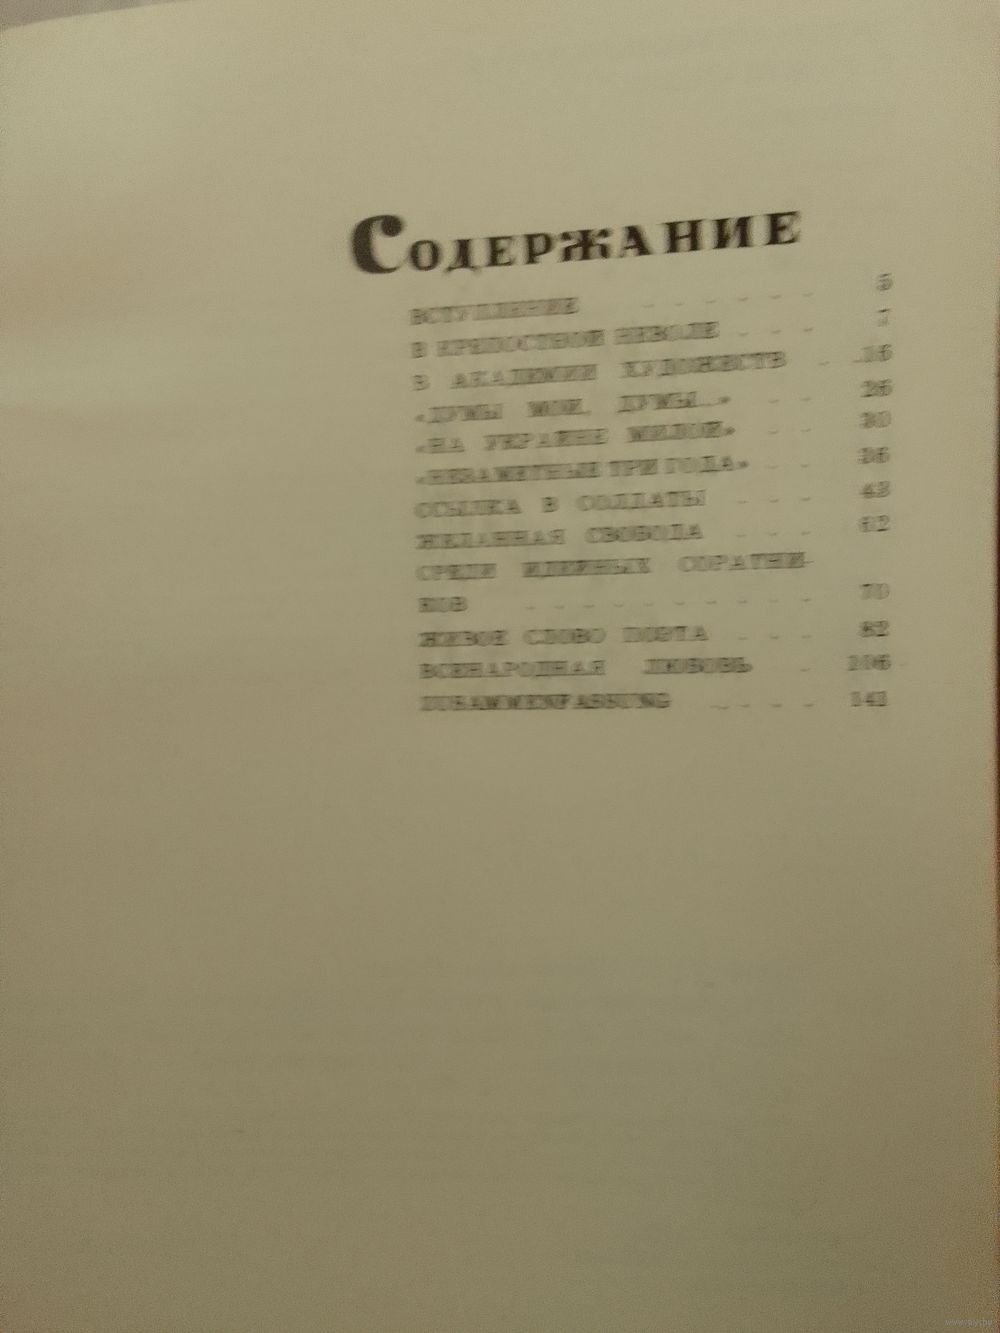 Содержание
ВСТУПЛЕНИЕ - - - - - - 5
В КРЕПОСТНОЙ НЕВОЛЕ - - - 7
В АКАДЕМИИ ХУДОЖЕСТВ - - 16
«ДУМЫ МОИ, ДУМЫ...» - - 26
«НА УКРАЙНЕ МИЛОЙ» - - 30
«НЕЗАМЕТНЫЕ ТРИ ГОДА» - - 36
ССЫЛКА В СОЛДАТЫ - - - 43
ЖЕЛАННАЯ СВОБОДА - - - 62
СРЕДИ ИДЕЙНЫХ СОРАТНИ-
КОВ - - - - - - - - - - 70
ЖИВОЕ СЛОВО ПОЭТА - - - 82
ВСЕНАРОДНАЯ ЛЮБОВЬ - 106
ZUSAMMENFASSUNG - - - - 141